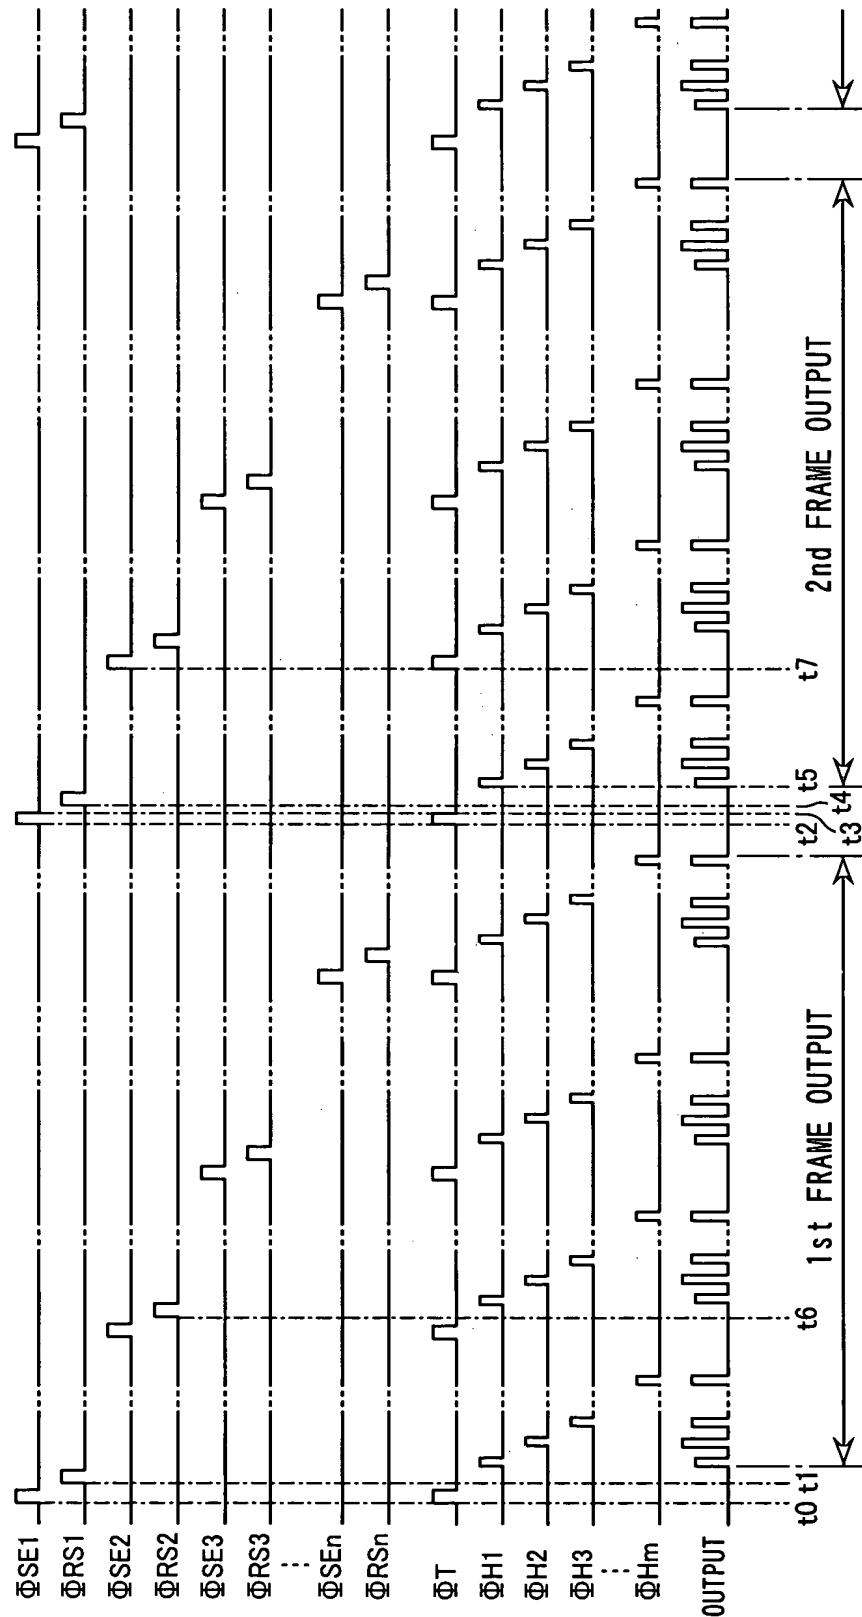 ΦSE1
ΦRS1
ΦSE2
ΦRS2
ΦSE3
ΦRS3
⋯
ΦSEn
ΦRSn
ΦT
ΦH1
ΦH2
ΦH3
⋯
ΦHm
OUTPUT
t0 t1
t6
t2
t3
t4
t5
t7
1st FRAME OUTPUT
2nd FRAME OUTPUT